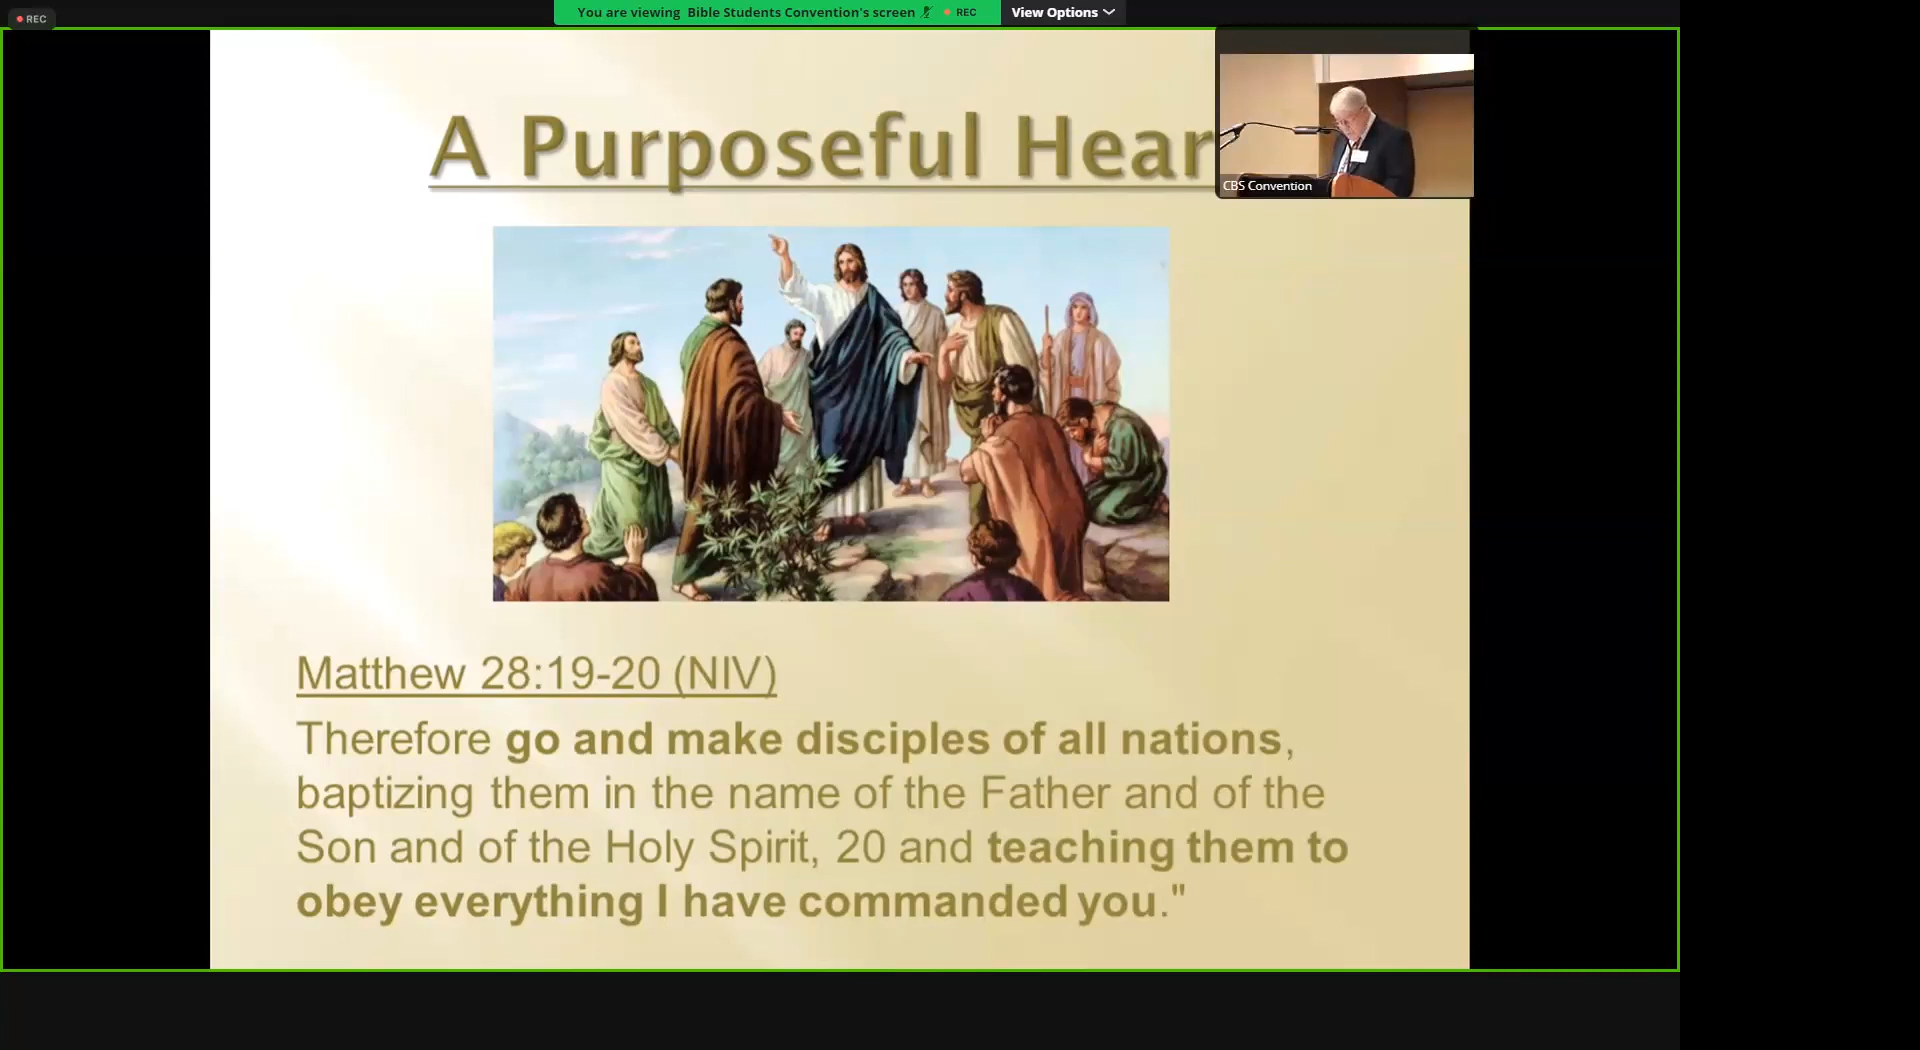 REC
You are viewing Bible Students Convention's screen
REC
View Options
A Purposeful Hear
CBS Convention
Matthew 28:19-20 (NIV)
Therefore go and make disciples of all nations,
baptizing them in the name of the Father and of the
Son and of the Holy Spirit, 20 and teaching them to
obey everything I have commanded you."